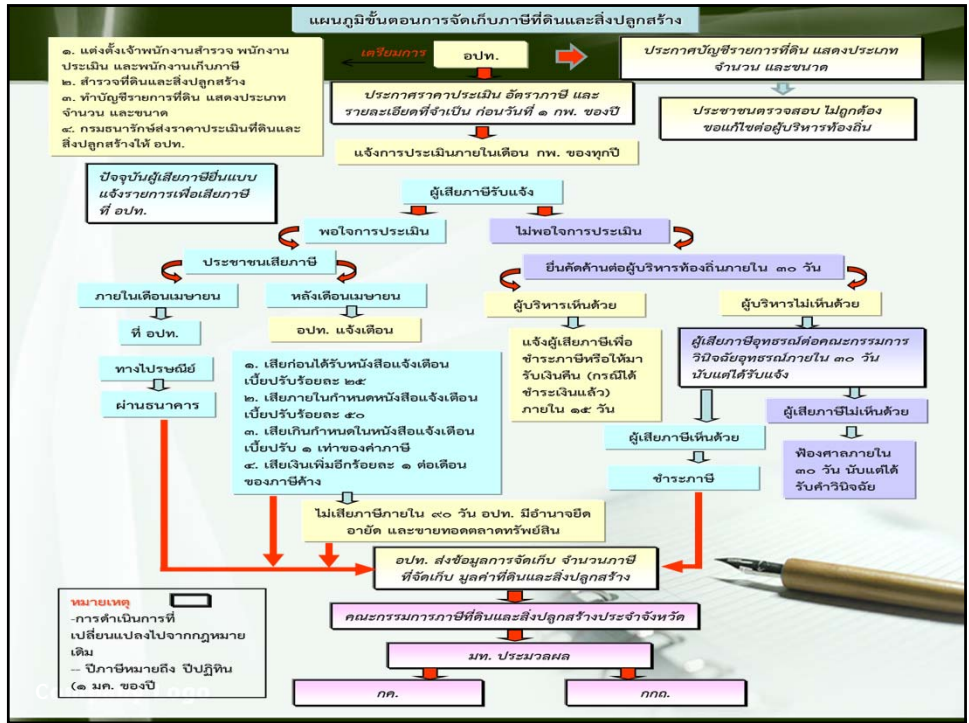 แผนภูมิขั้นตอนการจัดเก็บภาษีที่ดินและสิ่งปลูกสร้าง
๑. แต่งตั้งเจ้าพนักงานสำรวจ พนักงาน
ประเมิน และพนักงานเก็บภาษี
๒. สำรวจที่ดินและสิ่งปลูกสร้าง
๓. ทำบัญชีรายการที่ดิน แสดงประเภท
จำนวน และขนาด
๔. กรมธนารักษ์ส่งราคาประเมินที่ดินและ
สิ่งปลูกสร้างให้ อปท.
เตรียมการ
อปท.
ประกาศบัญชีรายการที่ดิน แสดงประเภท
จำนวน และขนาด
ประกาศราคาประเมิน อัตราภาษี และ
รายละเอียดที่จำเป็น ก่อนวันที่ ๑ กพ. ของปี
ประชาชนตรวจสอบ ไม่ถูกต้อง
ขอแก้ไขต่อผู้บริหารท้องถิ่น
แจ้งการประเมินภายในเดือน กพ. ของทุกปี
ปัจจุบันผู้เสียภาษียื่นแบบ
แจ้งรายการเพื่อเสียภาษี
ที่ อปท.
ผู้เสียภาษีรับแจ้ง
พอใจการประเมิน
ไม่พอใจการประเมิน
ประชาชนเสียภาษี
ยื่นคัดค้านต่อผู้บริหารท้องถิ่นภายใน ๓๐ วัน
ภายในเดือนเมษายน
หลังเดือนเมษายน
ผู้บริหารเห็นด้วย
ผู้บริหารไม่เห็นด้วย
ที่ อปท.
อปท. แจ้งเตือน
แจ้งผู้เสียภาษีเพื่อ
ชำระภาษีหรือให้มา
รับเงินคืน (กรณีได้
ชำระเงินแล้ว)
ภายใน ๑๕ วัน
ผู้เสียภาษีอุทธรณ์ต่อคณะกรรมการ
วินิจฉัยอุทธรณ์ภายใน ๓๐ วัน
นับแต่ได้รับแจ้ง
ทางไปรษณีย์
ผ่านธนาคาร
๑. เสียก่อนได้รับหนังสือแจ้งเตือน
เบี้ยปรับร้อยละ ๒๕
๒. เสียภายในกำหนดหนังสือแจ้งเตือน
เบี้ยปรับร้อยละ ๕๐
๓. เสียเกินกำหนดในหนังสือแจ้งเตือน
เบี้ยปรับ ๑ เท่าของค่าภาษี
๔. เสียเงินเพิ่มอีกร้อยละ ๑ ต่อเดือน
ของภาษีค้าง
ผู้เสียภาษีไม่เห็นด้วย
ผู้เสียภาษีเห็นด้วย
ฟ้องศาลภายใน
๓๐ วัน นับแต่ได้
รับคำวินิจฉัย
ชำระภาษี
ไม่เสียภาษีภายใน ๙๐ วัน อปท. มีอำนาจยึด
อายัด และขายทอดตลาดทรัพย์สิน
อปท. ส่งข้อมูลการจัดเก็บ จำนวนภาษี
ที่จัดเก็บ มูลค่าที่ดินและสิ่งปลูกสร้าง
คณะกรรมการภาษีที่ดินและสิ่งปลูกสร้างประจำจังหวัด
มท. ประมวลผล
กค.
กกถ.
หมายเหตุ
-การดำเนินการที่
เปลี่ยนแปลงไปจากกฎหมาย
เดิม
-- ปีภาษีหมายถึง ปีปฏิทิน
(๑ มค. ของปี